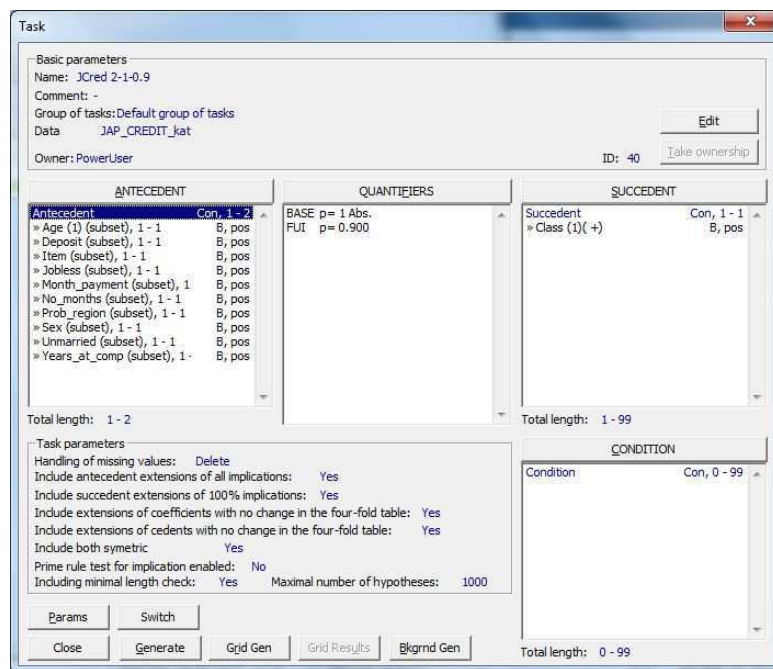 Task
Basic parameters
Name: JCred 2-1-0.9
Comment: -
Group of tasks: Default group of tasks
Data JAP_CREDIT_kat
Owner: PowerUser
ID: 40
Edit
Take ownership
ANTECEDENT
Antecedent Con, 1 - 2
» Age (1) (subset), 1 - 1 B, pos
» Deposit (subset), 1 - 1 B, pos
» Item (subset), 1 - 1 B, pos
» Jobless (subset), 1 - 1 B, pos
» Month_payment (subset), 1 B, pos
» No_months (subset), 1 - 1 B, pos
» Prob_region (subset), 1 - 1 B, pos
» Sex (subset), 1 - 1 B, pos
» Unmarried (subset), 1 - 1 B, pos
» Years_at_comp (subset), 1 - B, pos
Total length: 1 - 2
QUANTIFIERS
BASE p= 1 Abs.
FUI p= 0.900
SUCCEDENT
Succedent Con, 1 - 1
» Class (1)( +) B, pos
Total length: 1 - 99
Task parameters
Handling of missing values: Delete
Include antecedent extensions of all implications: Yes
Include succedent extensions of 100% implications: Yes
Include extensions of coefficients with no change in the four-fold table: Yes
Include extensions of cedents with no change in the four-fold table: Yes
Include both symetric Yes
Prime rule test for implication enabled: No
Including minimal length check: Yes Maximal number of hypotheses: 1000
CONDITION
Condition Con, 0 - 99
Total length: 0 - 99
Params Switch
Close Generate Grid Gen Grid Results Bkgrnd Gen